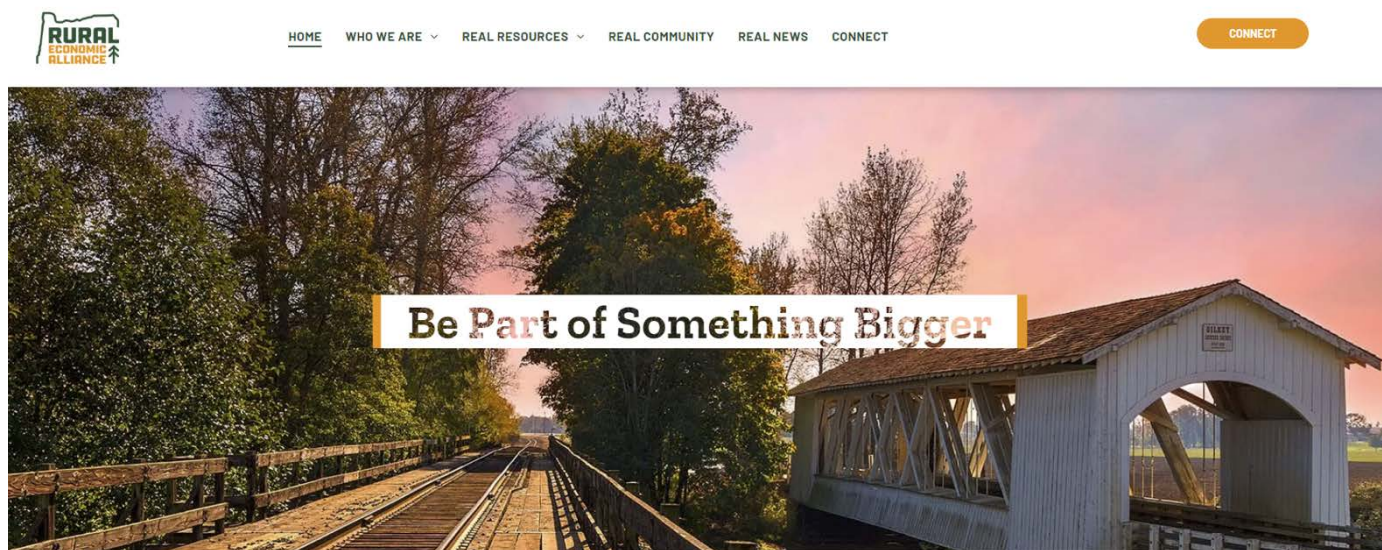 RURAL
ECONOMIC
ALLIANCE
HOME WHO WE ARE REAL RESOURCES REAL COMMUNITY REAL NEWS CONNECT
CONNECT
Be Part of Something Bigger
GILKEY